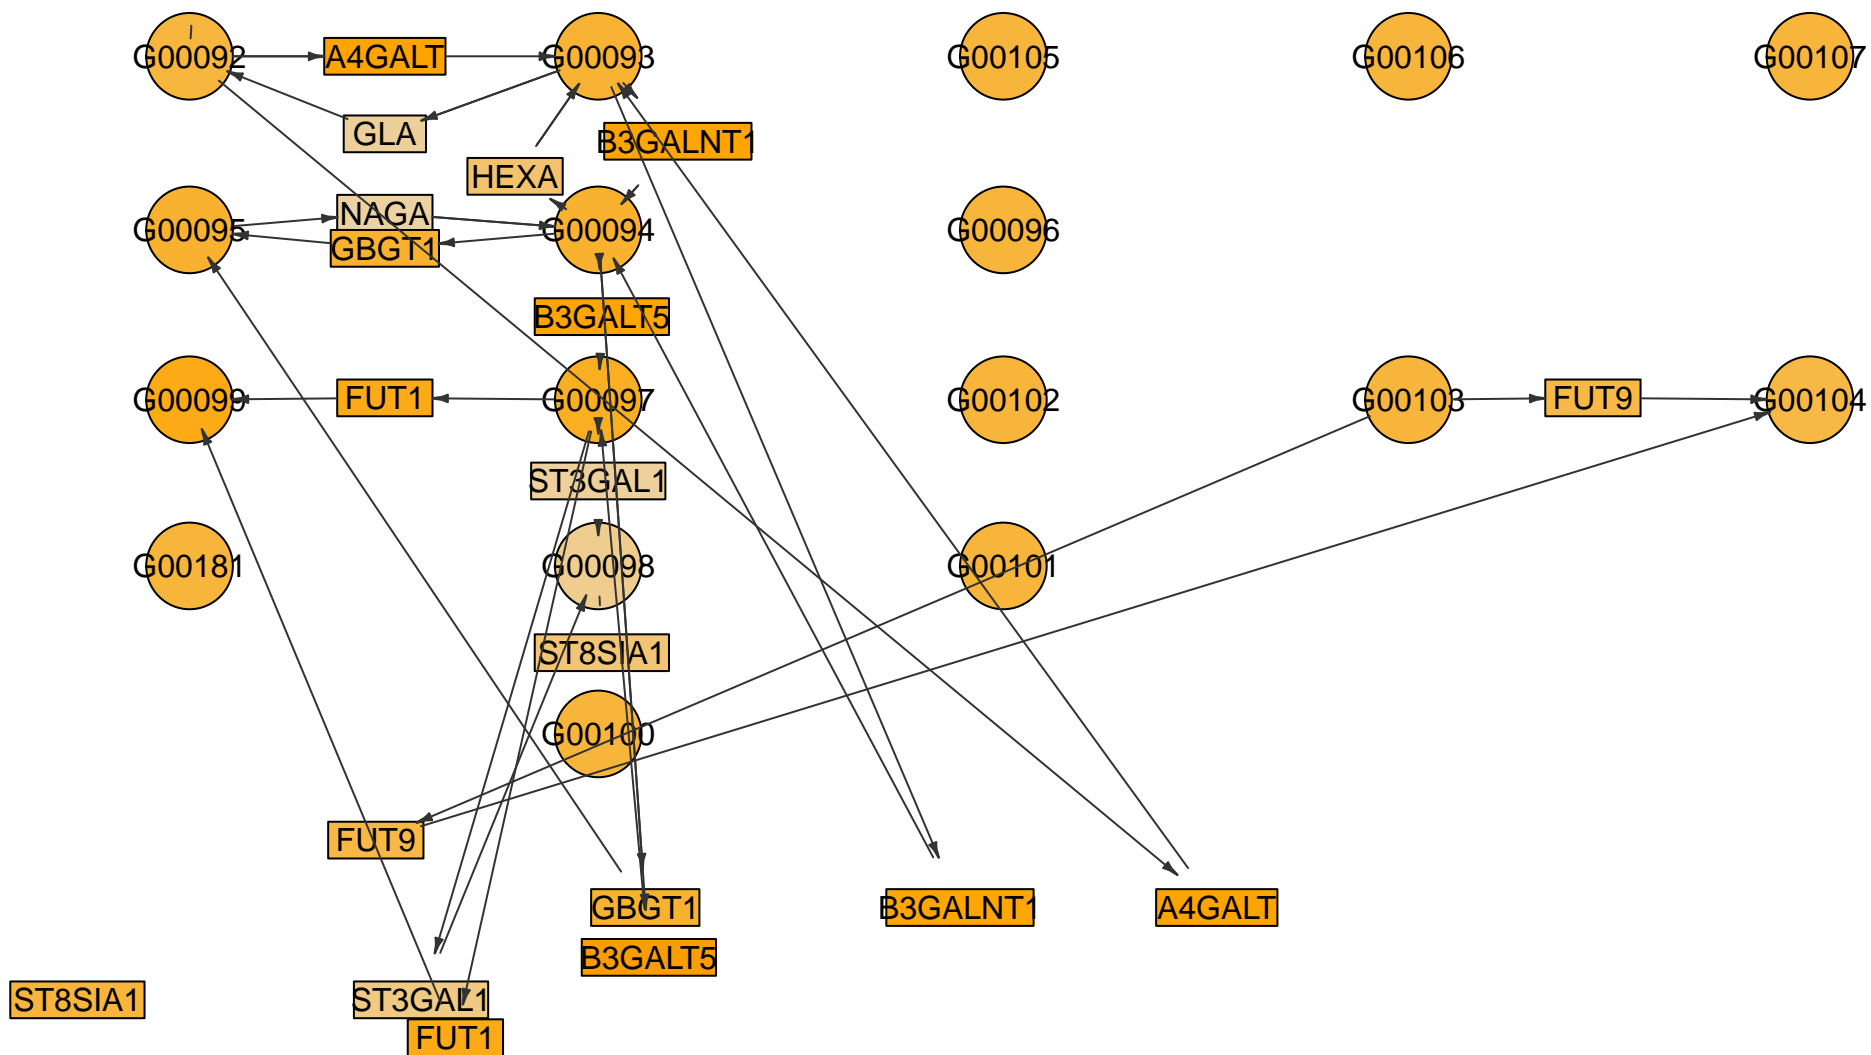 G00092
A4GALT
G00093
G00105
G00106
G00107
GLA
B3GALNT1
HEXA
NAGA
G00095
GBGT1
G00094
G00096
B3GALT5
G00099
FUT1
G00097
G00102
G00103
FUT9
G00104
ST3GAL1
G00181
G00098
G00101
ST8SIA1
G00100
FUT9
GBGT1
B3GALNT1
A4GALT
B3GALT5
ST8SIA1
ST3GAL1
FUT1